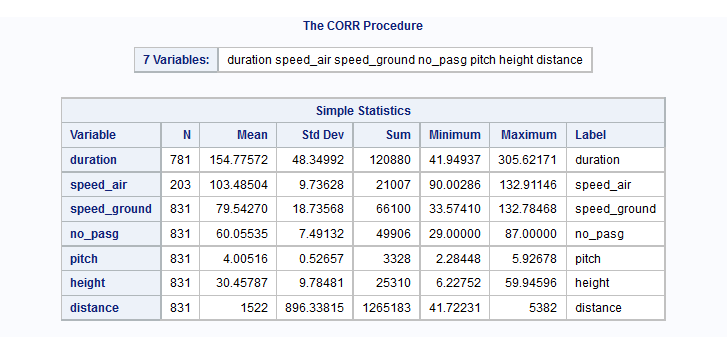 The CORR Procedure
7 Variables: duration speed_air speed_ground no_pasg pitch height distance
Simple Statistics
Variable N Mean Std Dev Sum Minimum Maximum Label
duration 781 154.77572 48.34992 120880 41.94937 305.62171 duration
speed_air 203 103.48504 9.73628 21007 90.00286 132.91146 speed_air
speed_ground 831 79.54270 18.73568 66100 33.57410 132.78468 speed_ground
no_pasg 831 60.05535 7.49132 49906 29.00000 87.00000 no_pasg
pitch 831 4.00516 0.52657 3328 2.28448 5.92678 pitch
height 831 30.45787 9.78481 25310 6.22752 59.94596 height
distance 831 1522 896.33815 1265183 41.72231 5382 distance